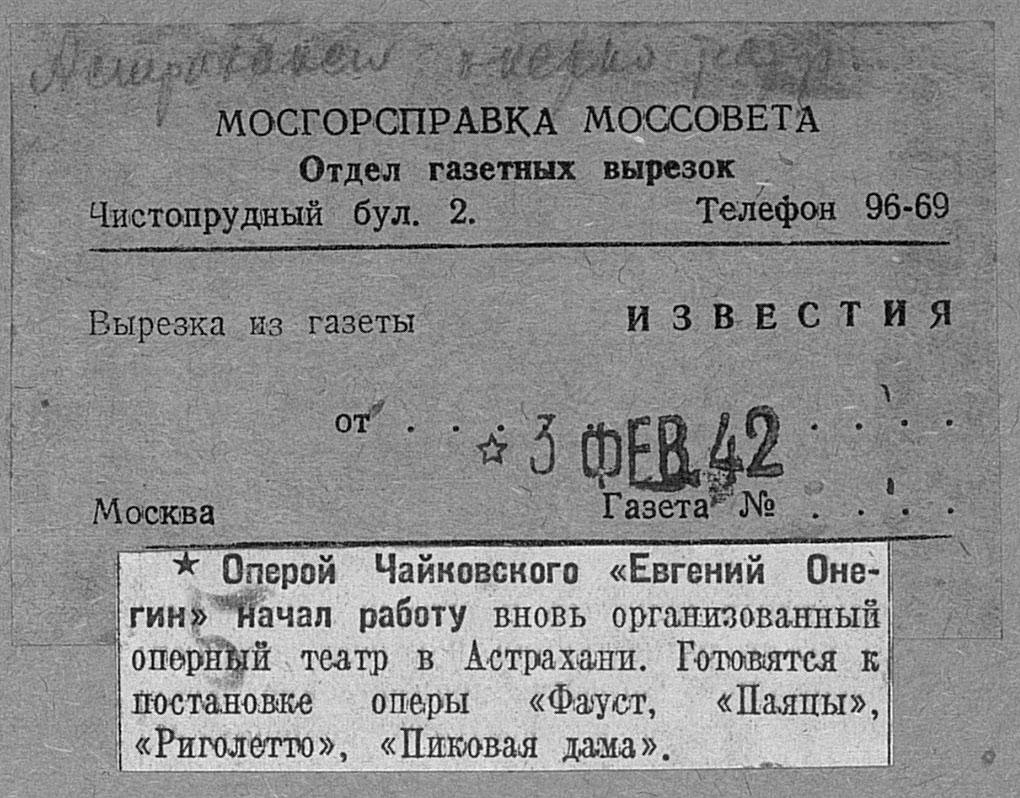 МОСГОРСПРАВКА МОССОВЕТА
Отдел газетных вырезок
Чистопрудный бул. 2. Телефон 96-69
Вырезка из газеты ИЗВЕСТИЯ
от . . . 3 ФЕВ 42 . . . .
Москва Газета № . . . .
★ Оперой Чайковского «Евгений Оне-
гин» начал работу вновь организованный
оперный театр в Астрахани. Готовятся к
постановке оперы «Фауст, «Паяцы»,
«Риголетто», «Пиковая дама».